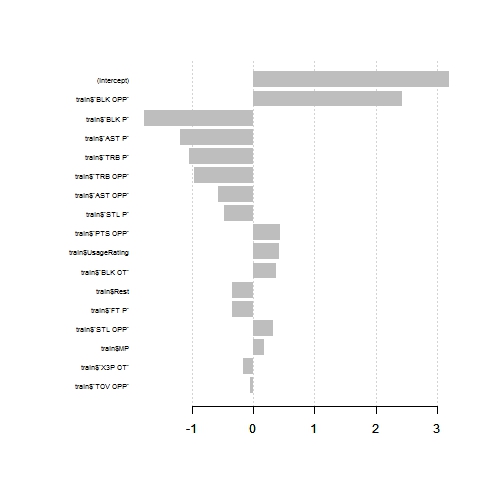 (Intercept)
train$`BLK OPP`
train$`BLK P`
train$`AST P`
train$`TRB P`
train$`TRB OPP`
train$`AST OPP`
train$`STL P`
train$`PTS OPP`
train$UsageRating
train$`BLK OT`
train$Rest
train$`FT P`
train$`STL OPP`
train$MP
train$`X3P OT`
train$`TOV OPP`
-1 0 1 2 3